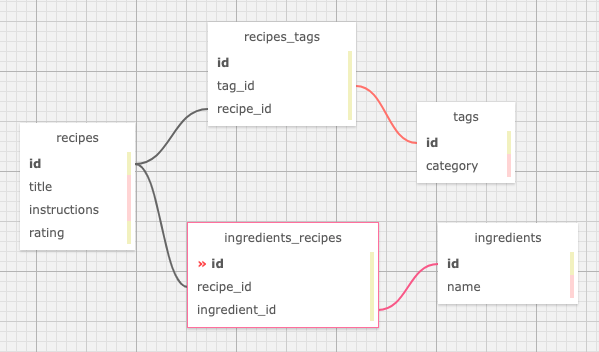 recipes_tags
id
tag_id
recipe_id
tags
id
category
recipes
id
title
instructions
rating
ingredients_recipes
» id
recipe_id
ingredient_id
ingredients
id
name